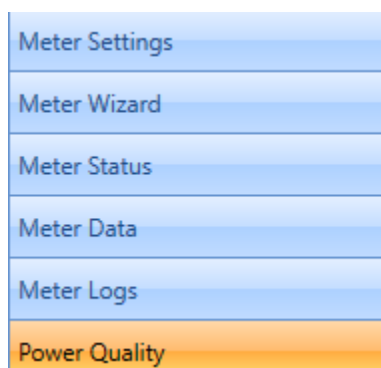 Meter Settings
Meter Wizard
Meter Status
Meter Data
Meter Logs
Power Quality